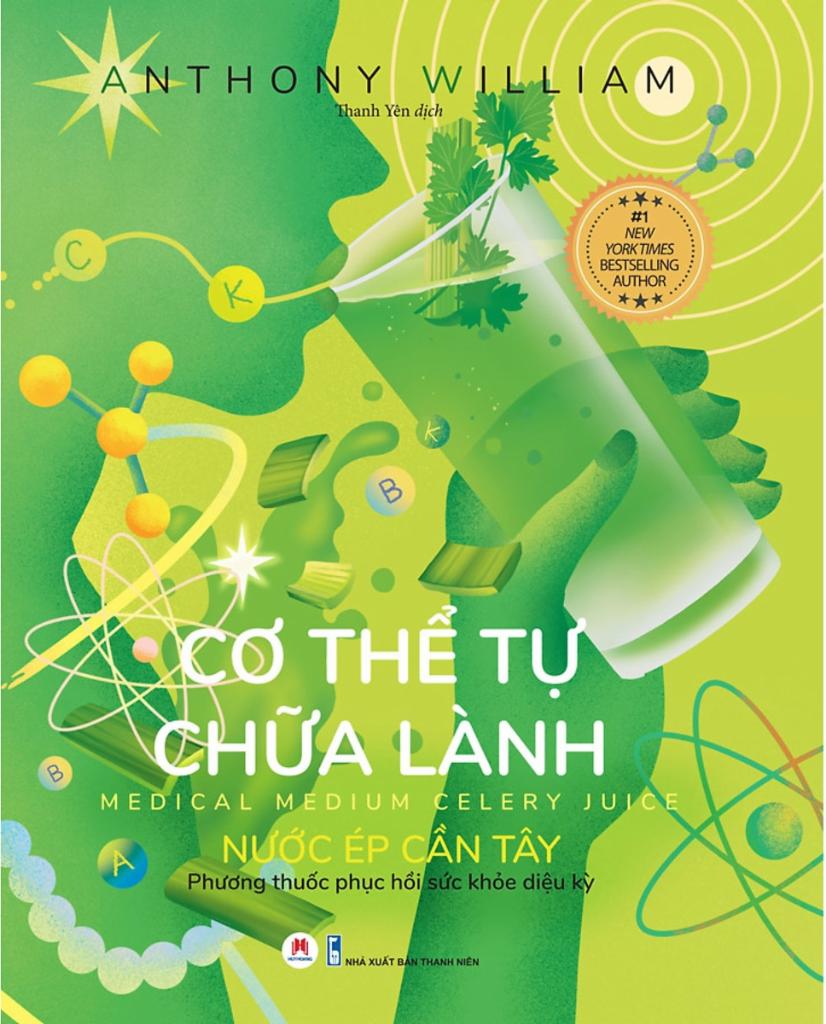 ANTHONY WILLIAM
Thanh Yên dịch
#1
NEW
YORK TIMES
BESTSELLING
AUTHOR
C
K
K
B
CƠ THỂ TỰ
CHỮA LÀNH
B
MEDICAL MEDIUM CELERY JUICE
NƯỚC ÉP CẦN TÂY
A
Phương thuốc phục hồi sức khỏe diệu kỳ
HUYHOANG
NHÀ XUẤT BẢN THANH NIÊN